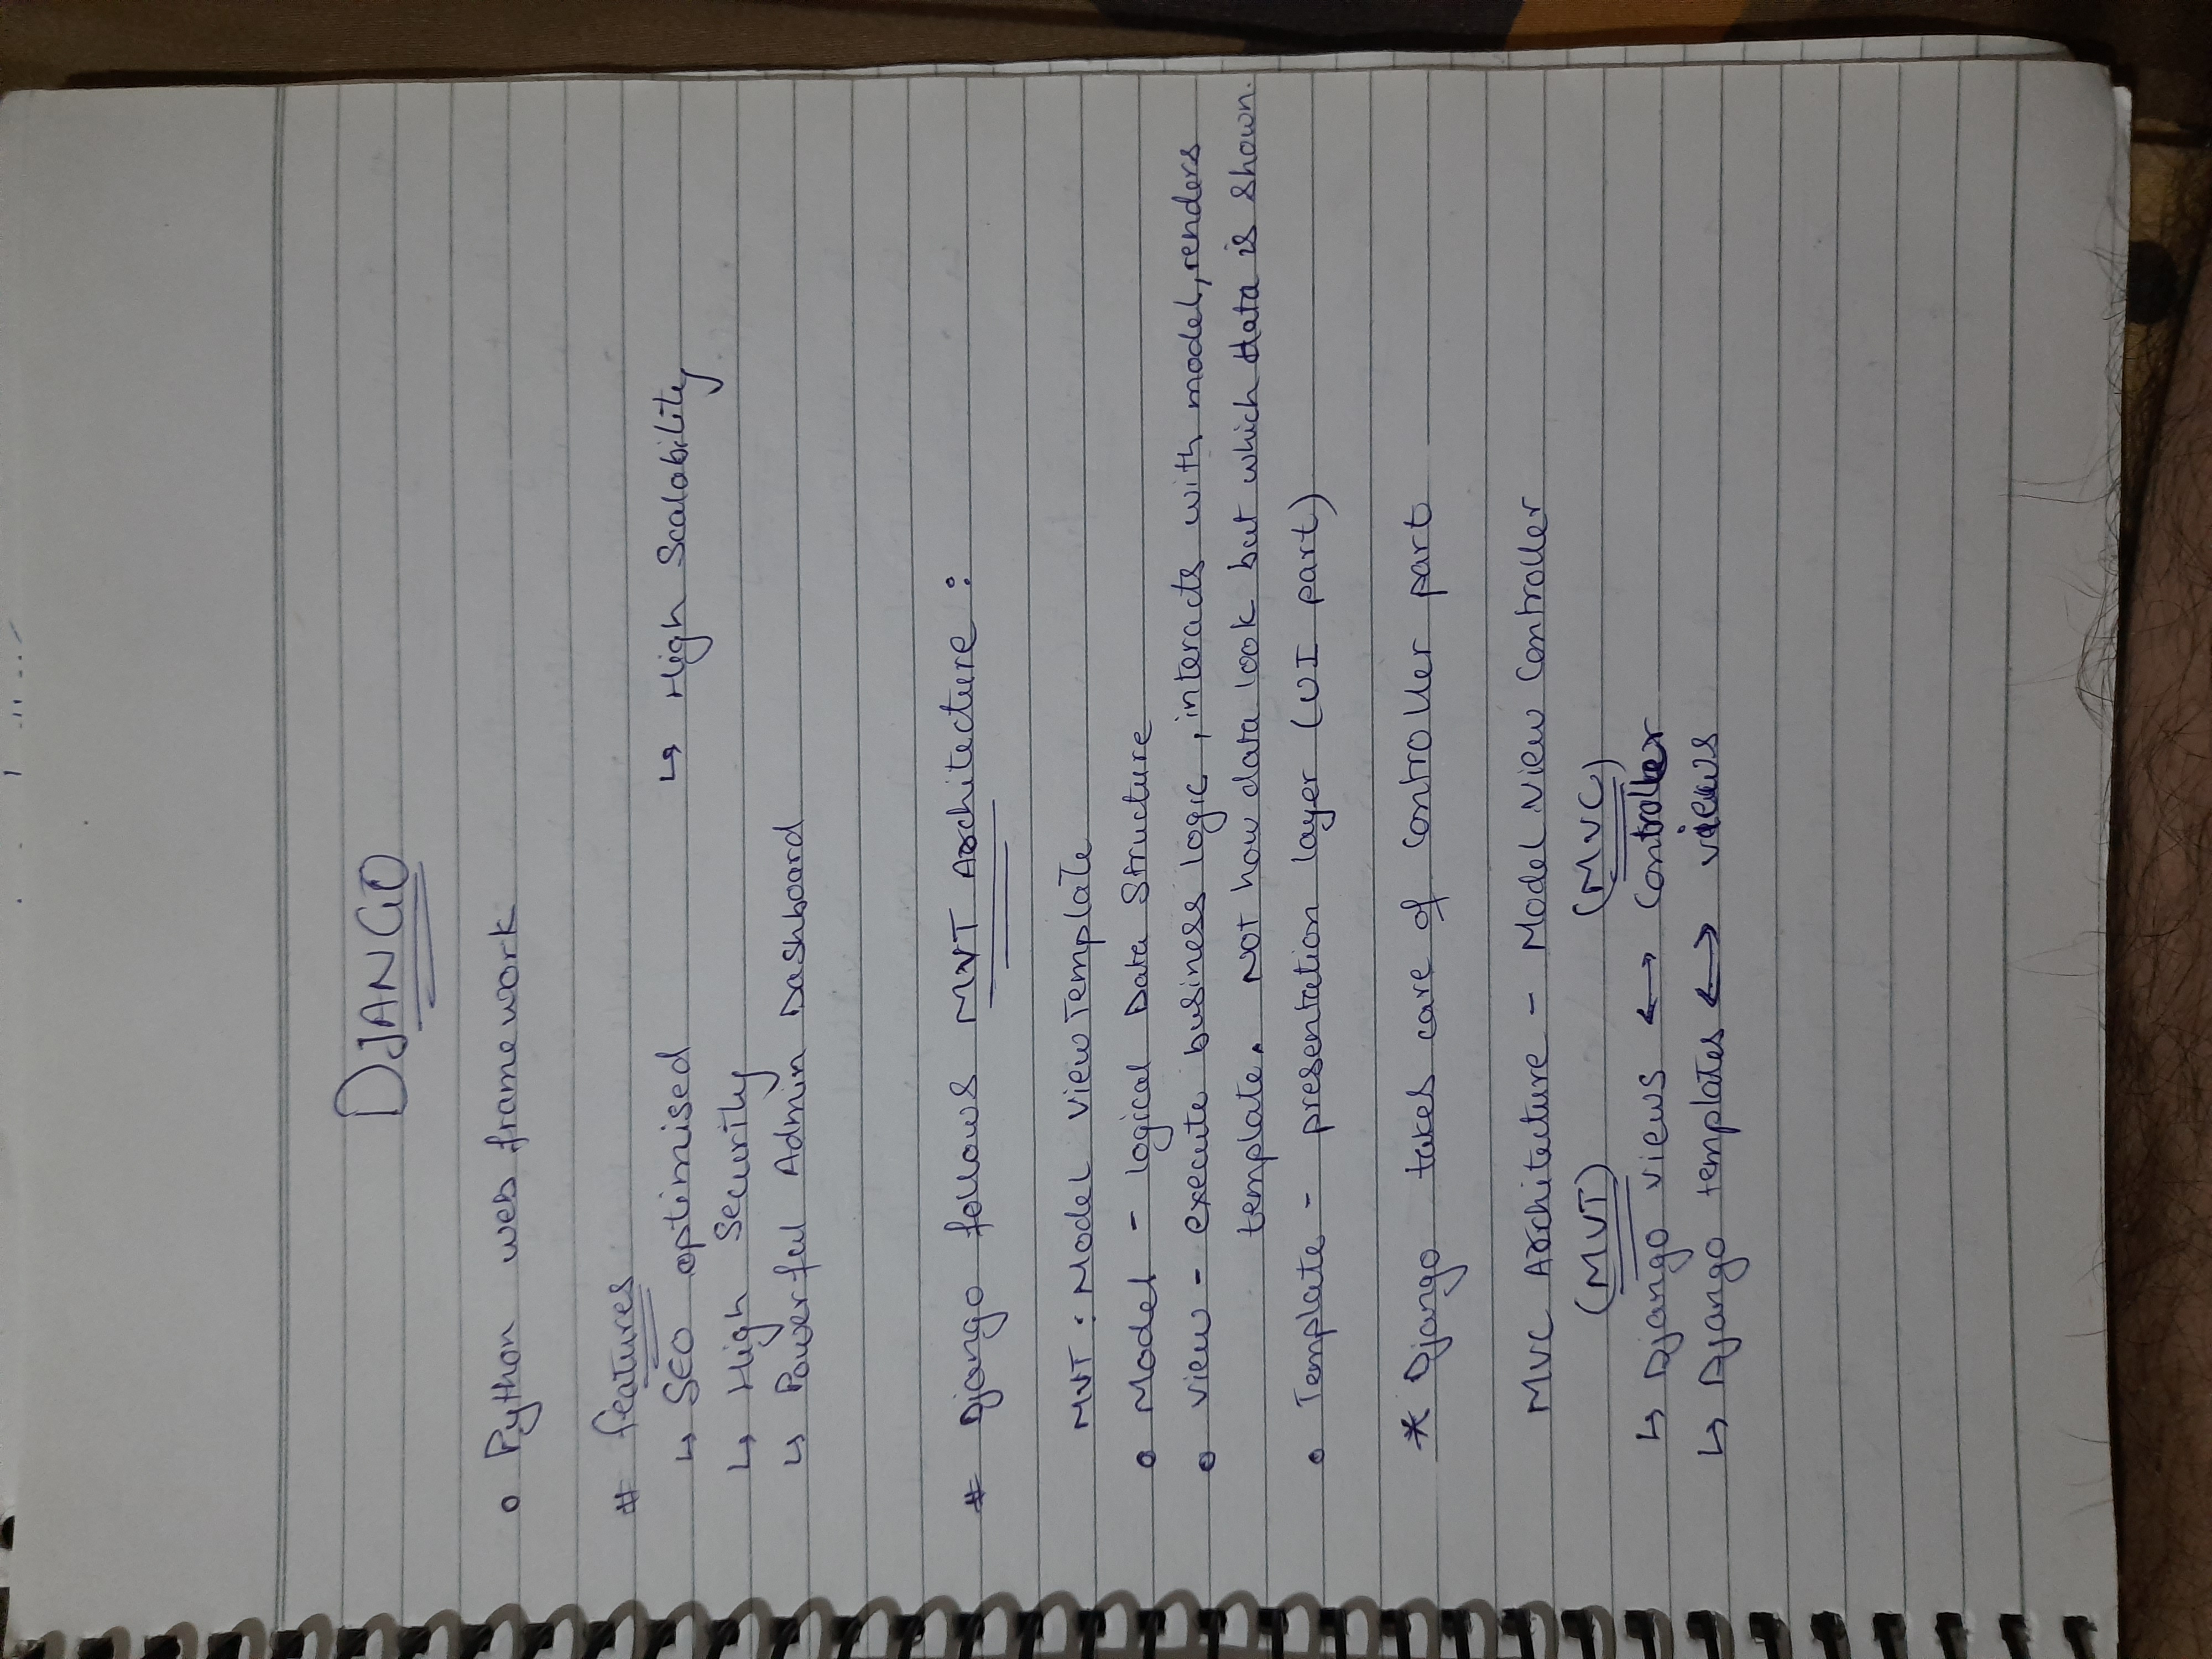 DJANGO
o Python web framework
# features
↳ SEO optimised ↳ High Scalability
↳ High Security
↳ Powerful Admin Dashboard
# Django follows MVT Architecture :
MVT : Model View Template
o Model - logical Data Structure
o view - execute business logic, interacts with model, renders
template. NOT how data look but which data is shown.
o Template - presentation layer (UI part)
* Django takes care of controller part
MVC Architecture - Model View Controller
(MVT) (MVC)
↳ Django views ↔ Controller
↳ Django templates ↔ views